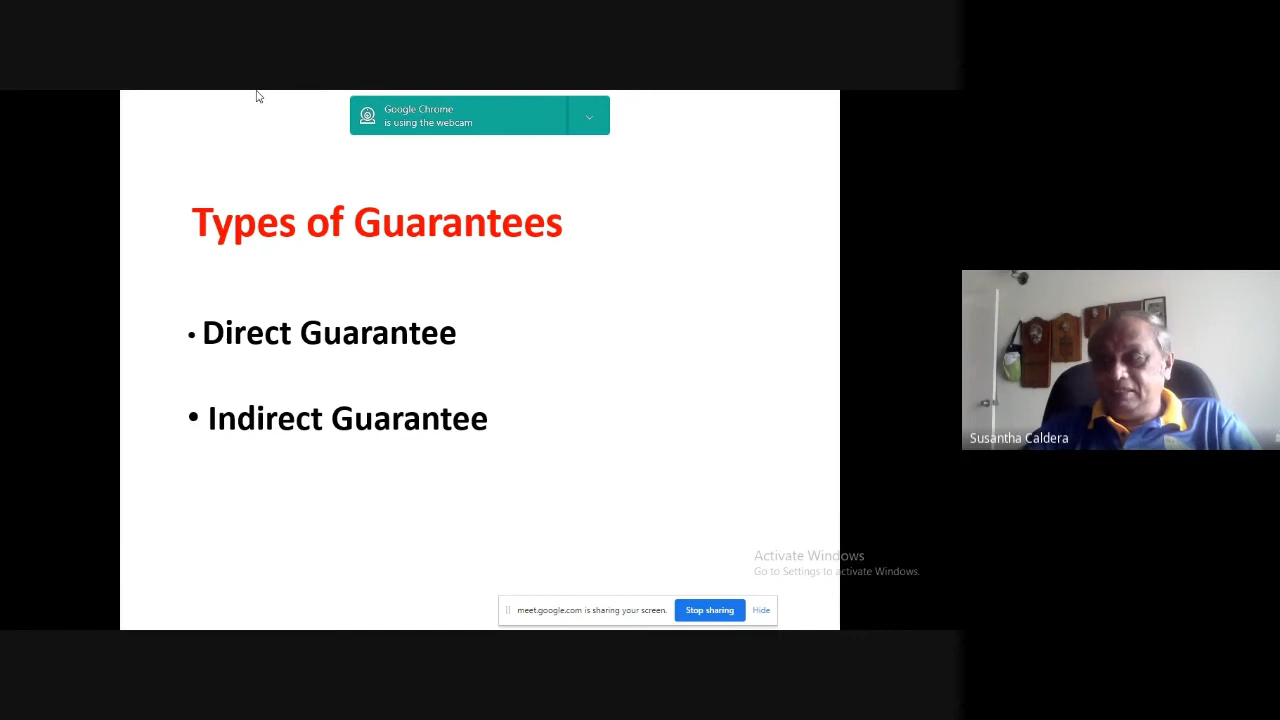 Google Chrome
is using the webcam
Types of Guarantees
• Direct Guarantee
• Indirect Guarantee
Susantha Caldera
Activate Windows
Go to Settings to activate Windows.
meet.google.com is sharing your screen. Stop sharing Hide